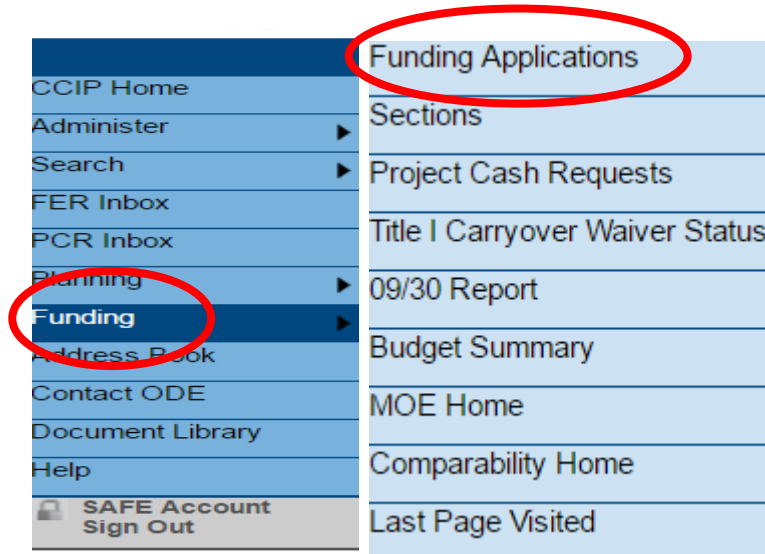 CCIP Home
Administer
Search
FER Inbox
PCR Inbox
Planning
Funding
Address Book
Contact ODE
Document Library
Help
SAFE Account
Sign Out
Funding Applications
Sections
Project Cash Requests
Title I Carryover Waiver Status
09/30 Report
Budget Summary
MOE Home
Comparability Home
Last Page Visited